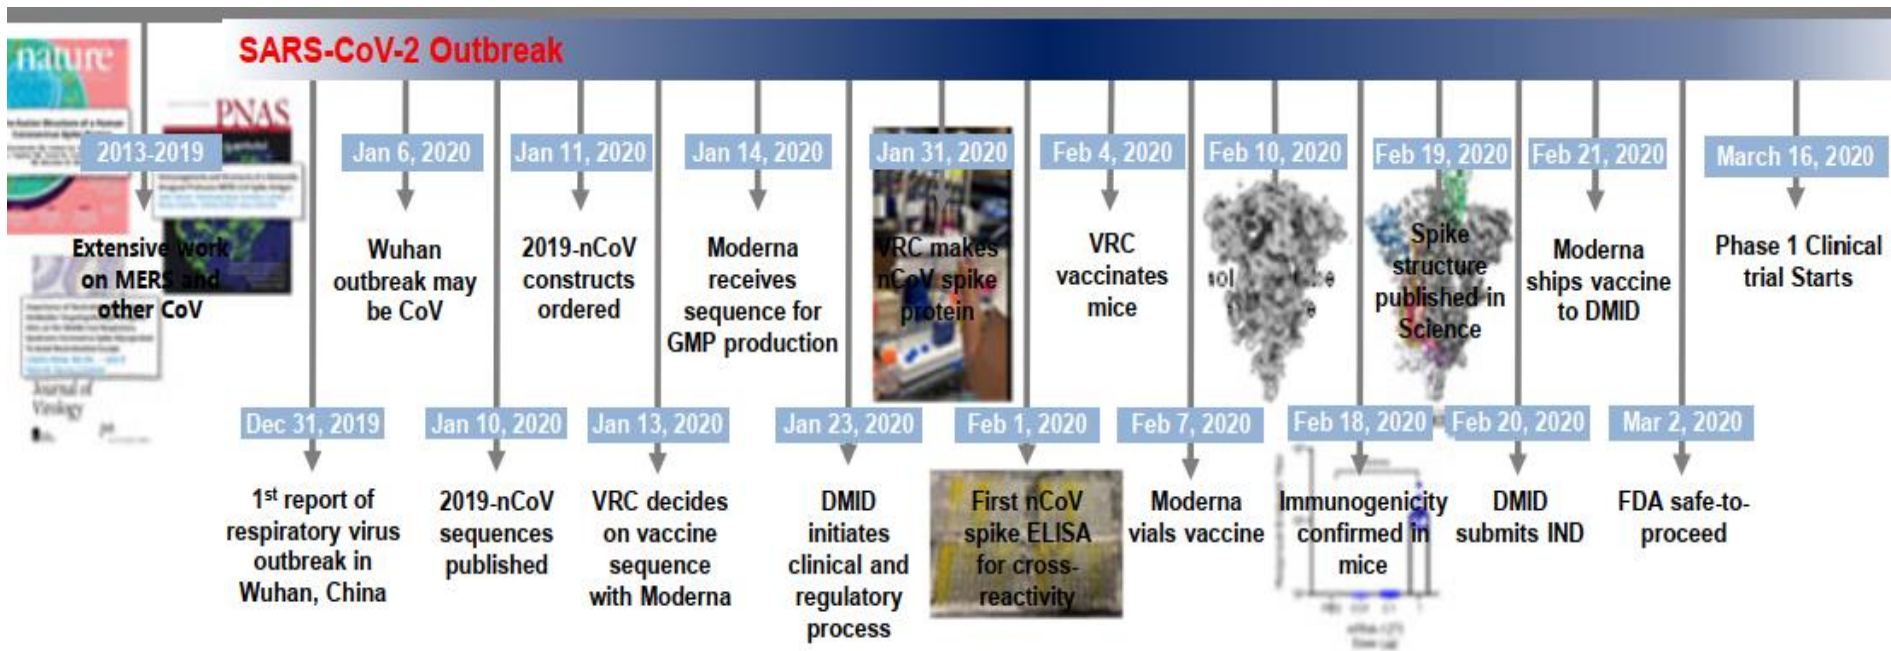 SARS-CoV-2 Outbreak
nature
PNAS
2013-2019
Extensive work
on MERS and
other CoV
Journal of
Virology
Dec 31, 2019
1st report of
respiratory virus
outbreak in
Wuhan, China
Jan 6, 2020
Wuhan
outbreak may
be CoV
Jan 10, 2020
2019-nCoV
sequences
published
Jan 11, 2020
2019-nCoV
constructs
ordered
Jan 13, 2020
VRC decides
on vaccine
sequence
with Moderna
Jan 14, 2020
Moderna
receives
sequence for
GMP production
Jan 23, 2020
DMID
initiates
clinical and
regulatory
process
Jan 31, 2020
VRC makes
nCoV spike
protein
Feb 1, 2020
First nCoV
spike ELISA
for cross-
reactivity
Feb 4, 2020
VRC
vaccinates
mice
Feb 7, 2020
Moderna
vials vaccine
Feb 10, 2020
Feb 18, 2020
Immunogenicity
confirmed in
mice
Feb 19, 2020
Spike
structure
published in
Science
Feb 20, 2020
DMID
submits IND
Feb 21, 2020
Moderna
ships vaccine
to DMID
Mar 2, 2020
FDA safe-to-
proceed
March 16, 2020
Phase 1 Clinical
trial Starts